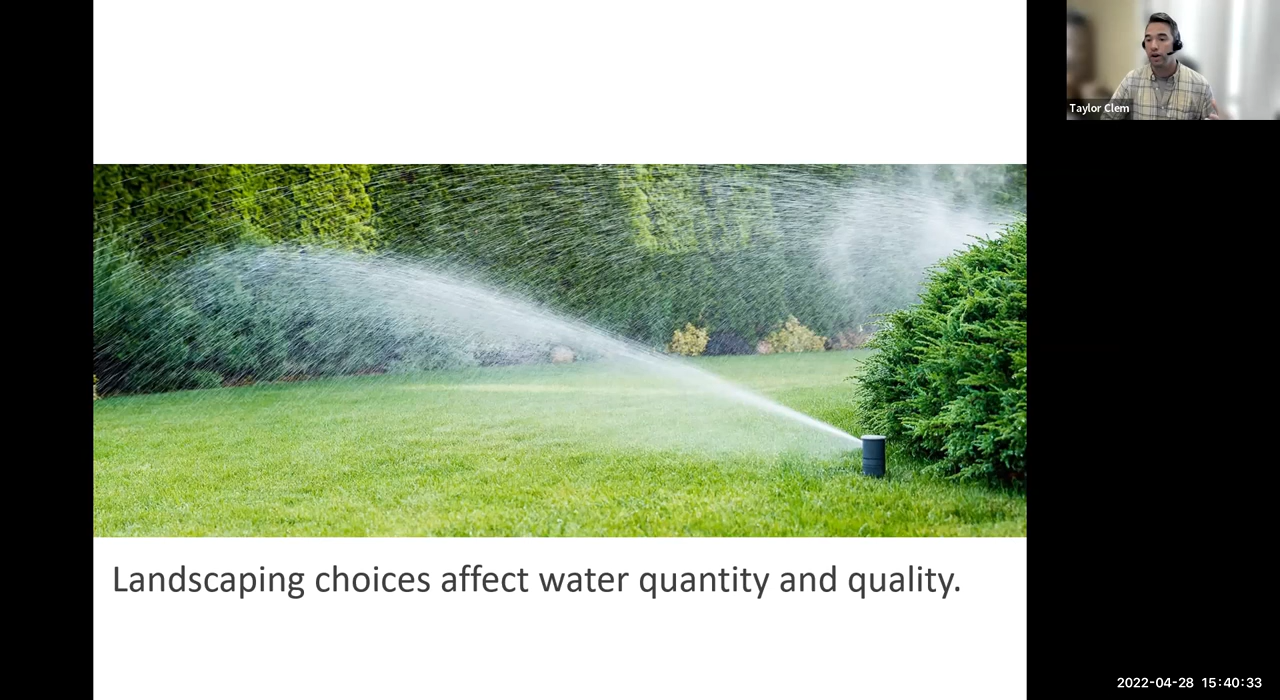 Taylor Clem
Landscaping choices affect water quantity and quality.
2022-04-28 15:40:33